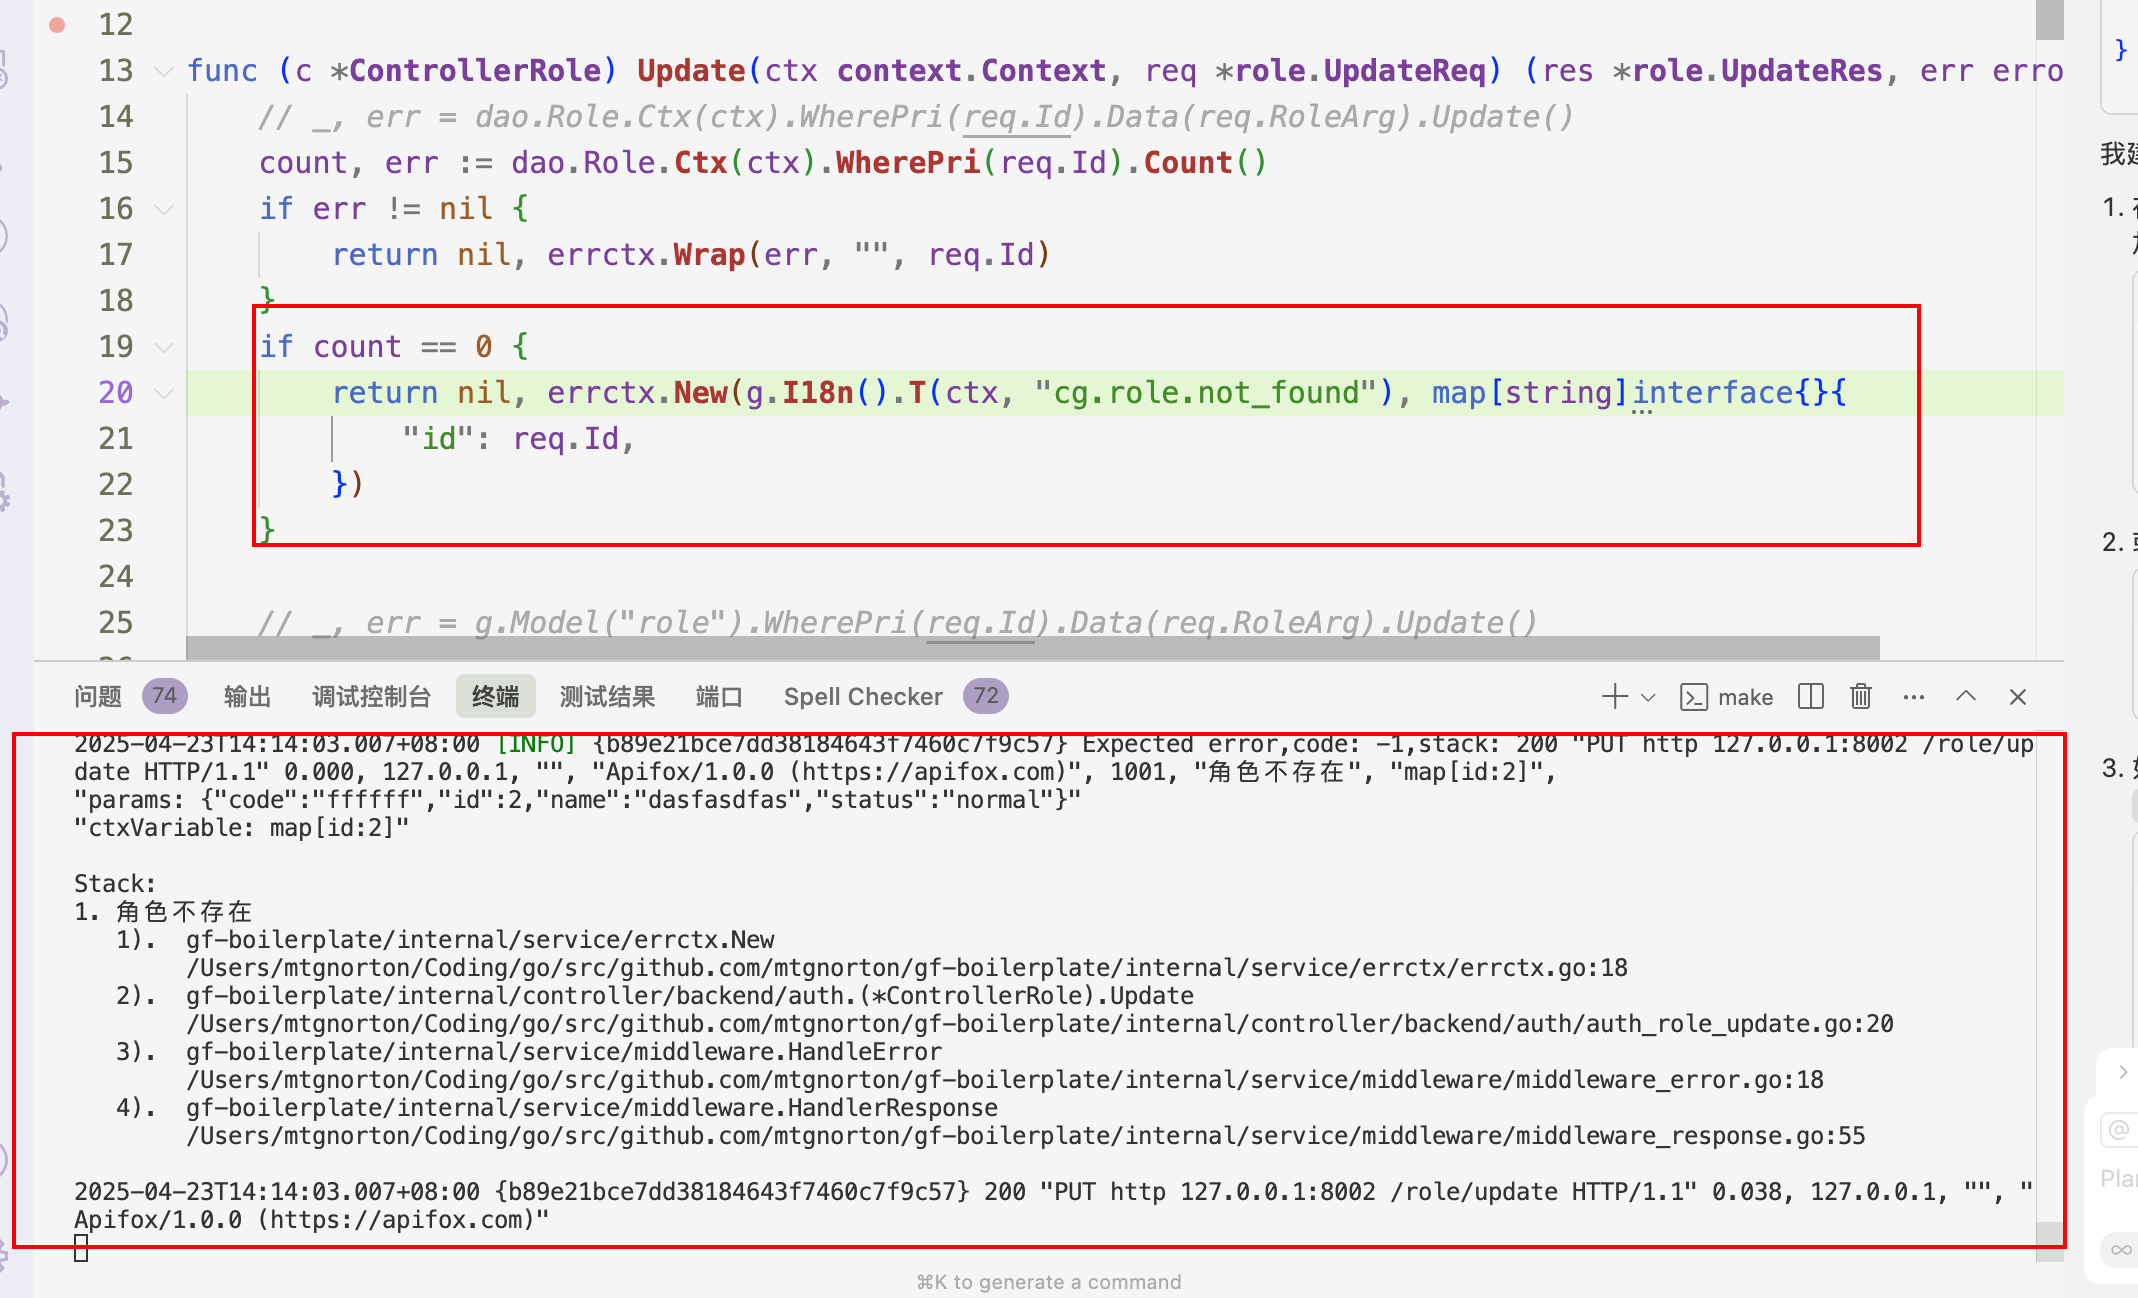 12
13 func (c *ControllerRole) Update(ctx context.Context, req *role.UpdateReq) (res *role.UpdateRes, err erro
14 // _, err = dao.Role.Ctx(ctx).WherePri(req.Id).Data(req.RoleArg).Update()
15 count, err := dao.Role.Ctx(ctx).WherePri(req.Id).Count()
16 if err != nil {
17 return nil, errctx.Wrap(err, "", req.Id)
18 }
19 if count == 0 {
20 return nil, errctx.New(g.I18n().T(ctx, "cg.role.not_found"), map[string]interface{}{
21 "id": req.Id,
22 })
23 }
24
25 // _, err = g.Model("role").WherePri(req.Id).Data(req.RoleArg).Update()
}
我建
1.
2.
3.
@
Plan
问题 74 输出 调试控制台 终端 测试结果 端口 Spell Checker 72 make
2025-04-23T14:14:03.007+08:00 [INFO] {b89e21bce7dd38184643f7460c7f9c57} Expected error,code: -1,stack: 200 "PUT http 127.0.0.1:8002 /role/up
date HTTP/1.1" 0.000, 127.0.0.1, "", "Apifox/1.0.0 (https://apifox.com)", 1001, "角色不存在", "map[id:2]",
"params: {"code":"ffffff","id":2,"name":"dasfasdfas","status":"normal"}"
"ctxVariable: map[id:2]"
Stack:
1. 角色不存在
1). gf-boilerplate/internal/service/errctx.New
/Users/mtgnorton/Coding/go/src/github.com/mtgnorton/gf-boilerplate/internal/service/errctx/errctx.go:18
2). gf-boilerplate/internal/controller/backend/auth.(*ControllerRole).Update
/Users/mtgnorton/Coding/go/src/github.com/mtgnorton/gf-boilerplate/internal/controller/backend/auth/auth_role_update.go:20
3). gf-boilerplate/internal/service/middleware.HandleError
/Users/mtgnorton/Coding/go/src/github.com/mtgnorton/gf-boilerplate/internal/service/middleware/middleware_error.go:18
4). gf-boilerplate/internal/service/middleware.HandlerResponse
/Users/mtgnorton/Coding/go/src/github.com/mtgnorton/gf-boilerplate/internal/service/middleware/middleware_response.go:55
2025-04-23T14:14:03.007+08:00 {b89e21bce7dd38184643f7460c7f9c57} 200 "PUT http 127.0.0.1:8002 /role/update HTTP/1.1" 0.038, 127.0.0.1, "", "
Apifox/1.0.0 (https://apifox.com)"
⌘K to generate a command